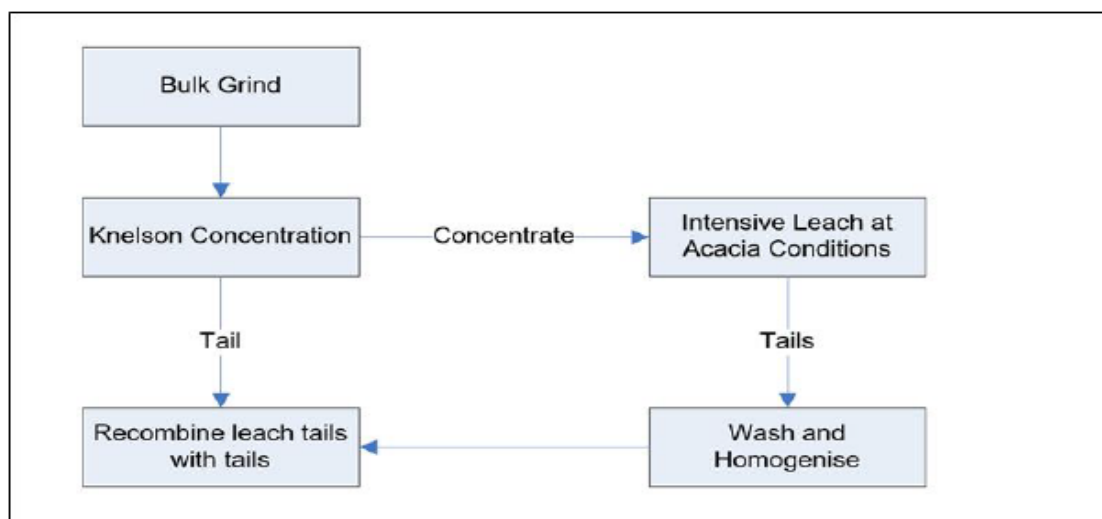 Bulk Grind
Knelson Concentration
Concentrate
Intensive Leach at
Acacia Conditions
Tail
Tails
Recombine leach tails
with tails
Wash and
Homogenise